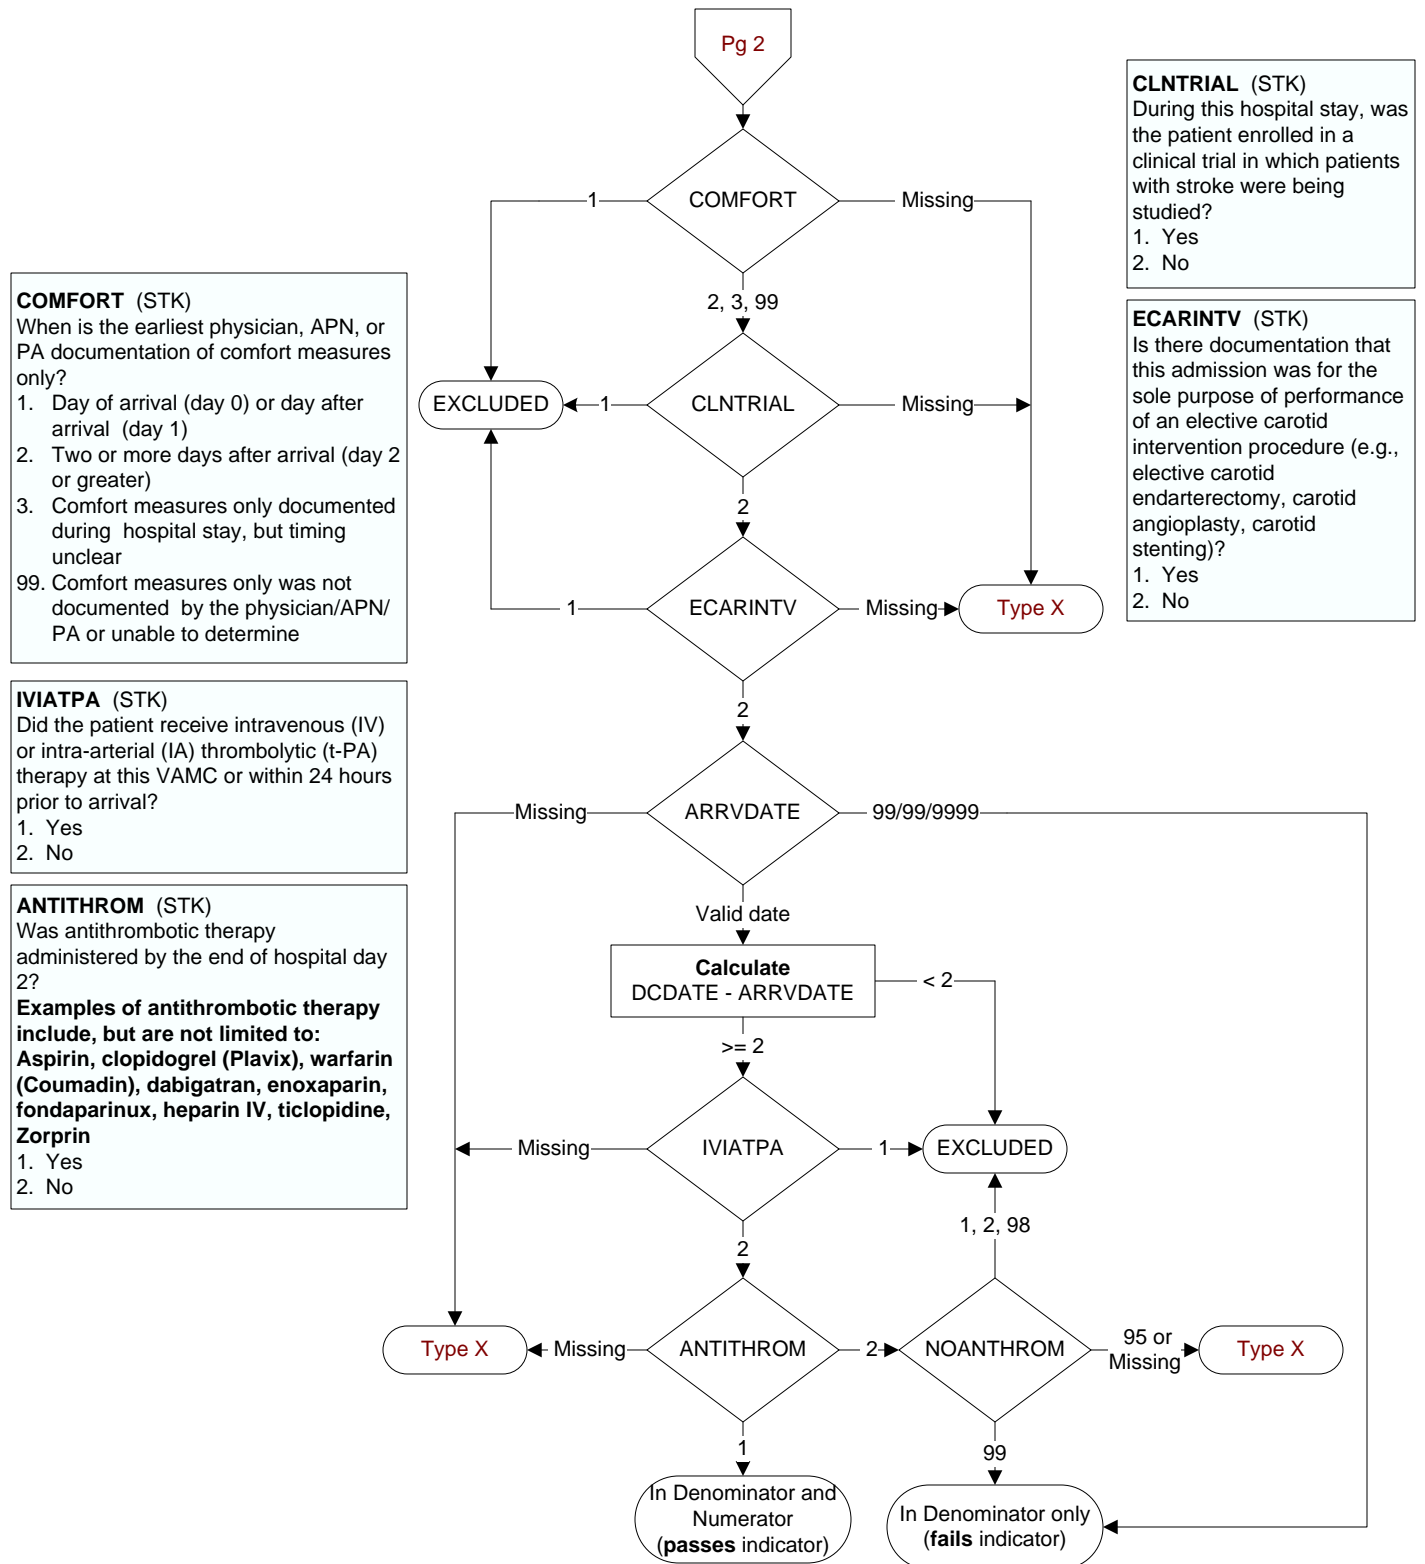 Pg 2
CLNTRIAL (STK)
During this hospital stay, was
the patient enrolled in a
clinical trial in which patients
with stroke were being
studied?
1. Yes
2. No
COMFORT
1
Missing
2, 3, 99
COMFORT (STK)
When is the earliest physician, APN, or
PA documentation of comfort measures
only?
1. Day of arrival (day 0) or day after
arrival (day 1)
2. Two or more days after arrival (day 2
or greater)
3. Comfort measures only documented
during hospital stay, but timing
unclear
99. Comfort measures only was not
documented by the physician/APN/
PA or unable to determine
ECARINTV (STK)
Is there documentation that
this admission was for the
sole purpose of performance
of an elective carotid
intervention procedure (e.g.,
elective carotid
endarterectomy, carotid
angioplasty, carotid
stenting)?
1. Yes
2. No
EXCLUDED
1
CLNTRIAL
Missing
2
1
ECARINTV
Missing
Type X
2
IVIATPA (STK)
Did the patient receive intravenous (IV)
or intra-arterial (IA) thrombolytic (t-PA)
therapy at this VAMC or within 24 hours
prior to arrival?
1. Yes
2. No
Missing
ARRVDATE
99/99/9999
Valid date
ANTITHROM (STK)
Was antithrombotic therapy
administered by the end of hospital day
2?
Examples of antithrombotic therapy
include, but are not limited to:
Aspirin, clopidogrel (Plavix), warfarin
(Coumadin), dabigatran, enoxaparin,
fondaparinux, heparin IV, ticlopidine,
Zorprin
1. Yes
2. No
Calculate
DCDATE - ARRVDATE
< 2
>= 2
Missing
IVIATPA
1
EXCLUDED
2
1, 2, 98
Type X
Missing
ANTITHROM
2
NOANTHROM
95 or
Missing
Type X
1
99
In Denominator and
Numerator
(passes indicator)
In Denominator only
(fails indicator)